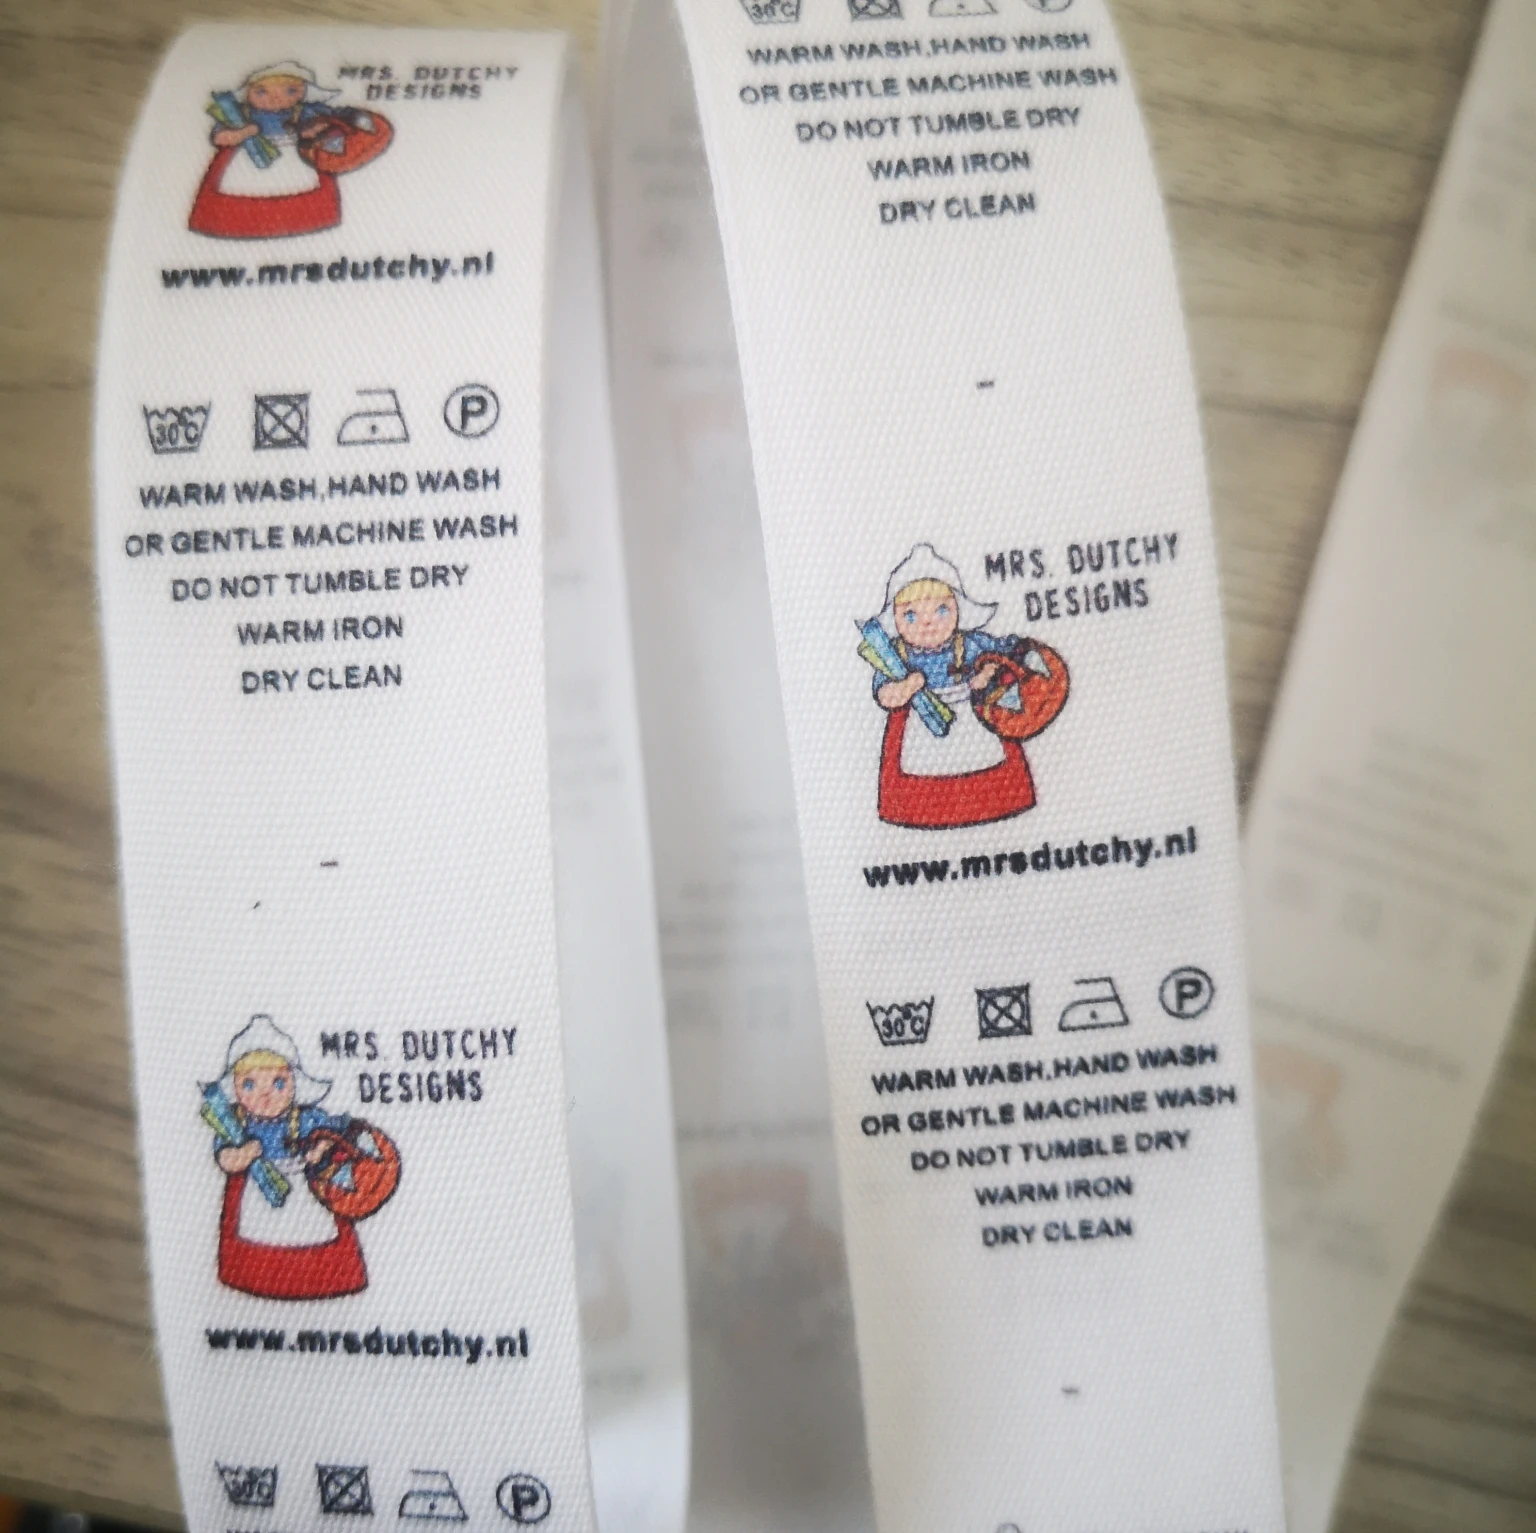 MRS. DUTCHY
DESIGNS
www.mrsdutchy.nl
30°C
P
WARM WASH,HAND WASH
OR GENTLE MACHINE WASH
DO NOT TUMBLE DRY
WARM IRON
DRY CLEAN
-
MRS. DUTCHY
DESIGNS
www.mrsdutchy.nl
30°C
P
30°C
WARM WASH,HAND WASH
OR GENTLE MACHINE WASH
DO NOT TUMBLE DRY
WARM IRON
DRY CLEAN
-
MRS. DUTCHY
DESIGNS
www.mrsdutchy.nl
30°C
P
WARM WASH,HAND WASH
OR GENTLE MACHINE WASH
DO NOT TUMBLE DRY
WARM IRON
DRY CLEAN
-